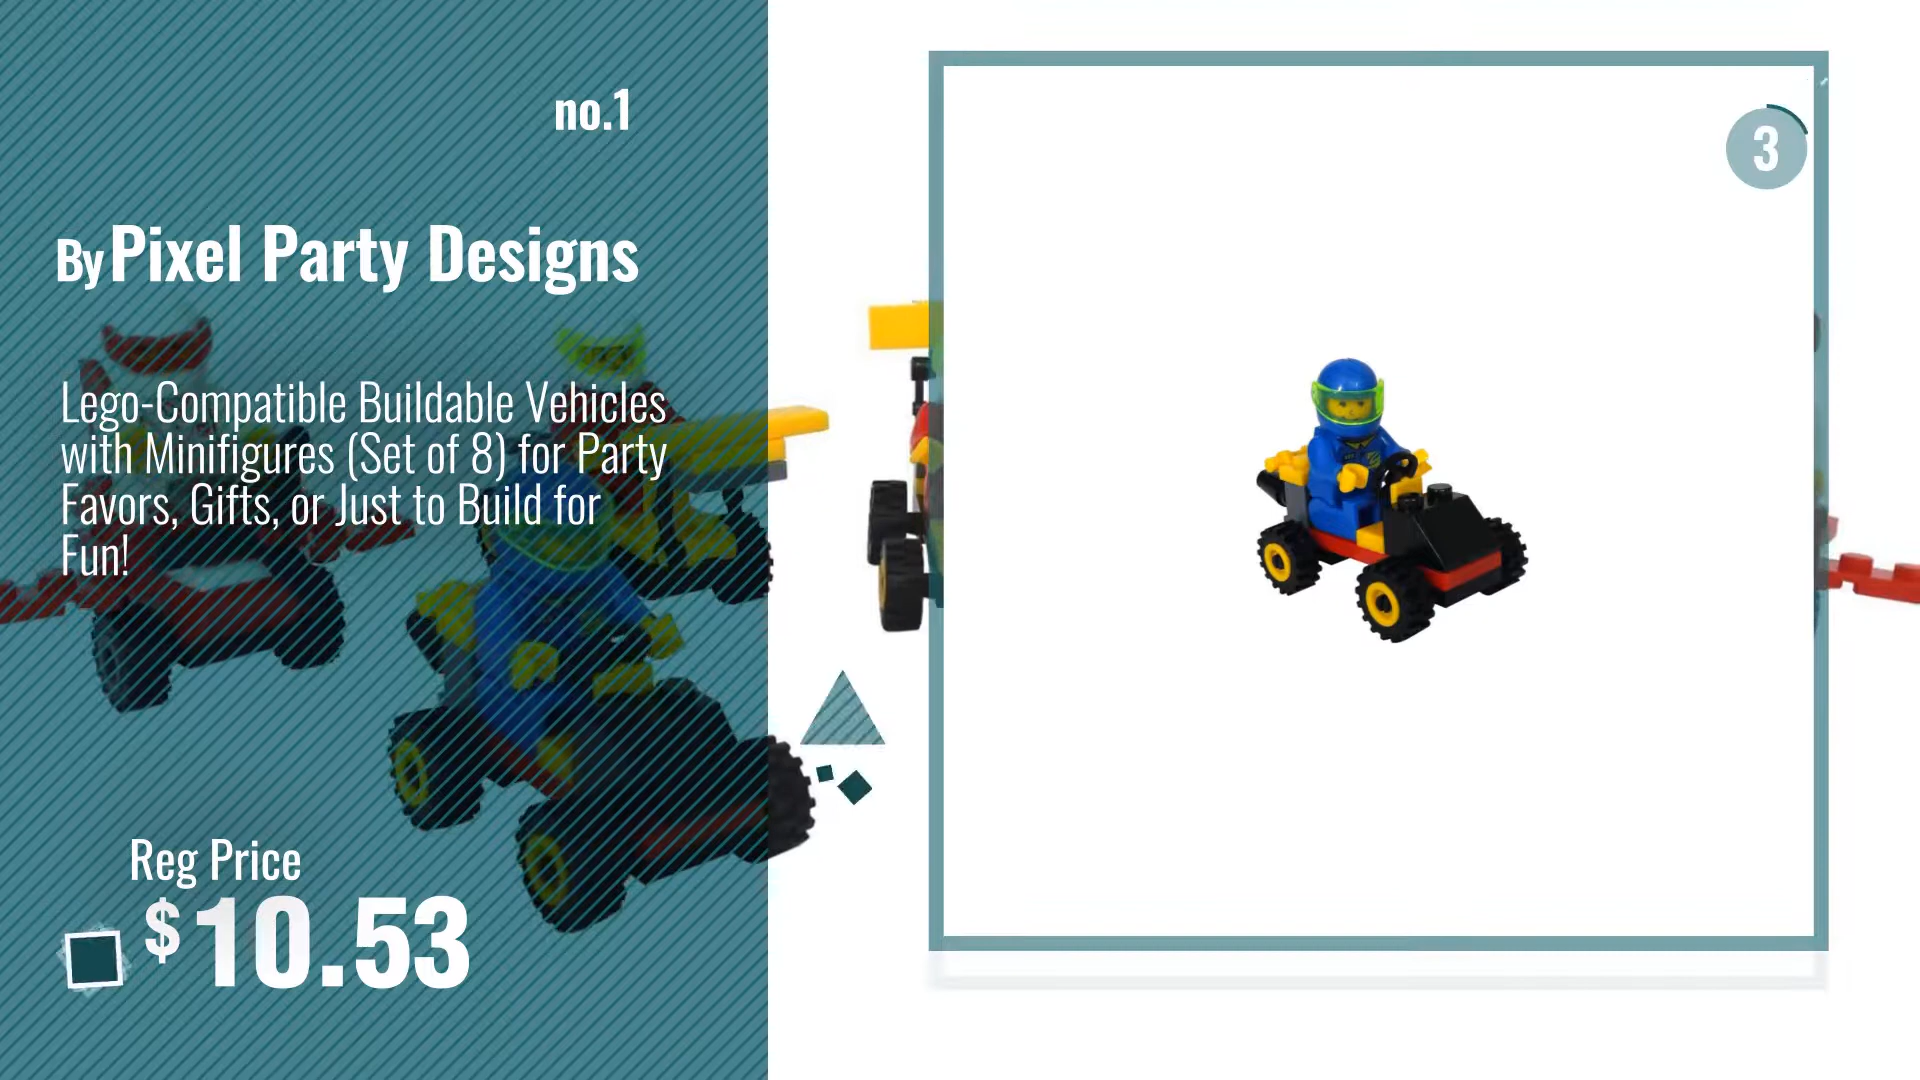 no.1
3
By Pixel Party Designs
Lego-Compatible Buildable Vehicles
with Minifigures (Set of 8) for Party
Favors, Gifts, or Just to Build for
Fun!
Reg Price
$10.53